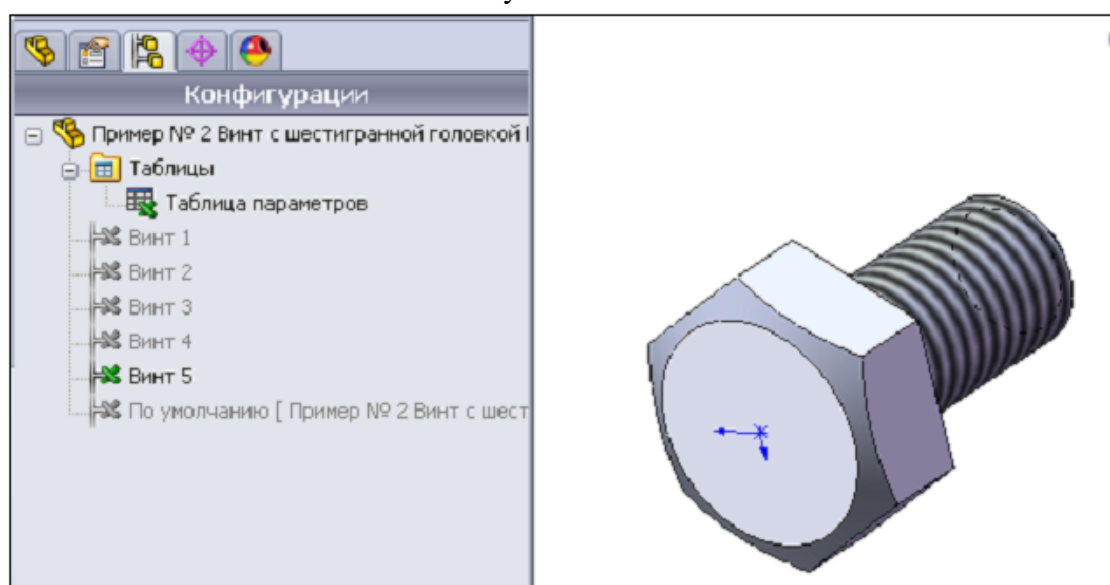 Конфигурации
Пример № 2 Винт с шестигранной головкой
Таблицы
Таблица параметров
Винт 1
Винт 2
Винт 3
Винт 4
Винт 5
По умолчанию [ Пример № 2 Винт с шест